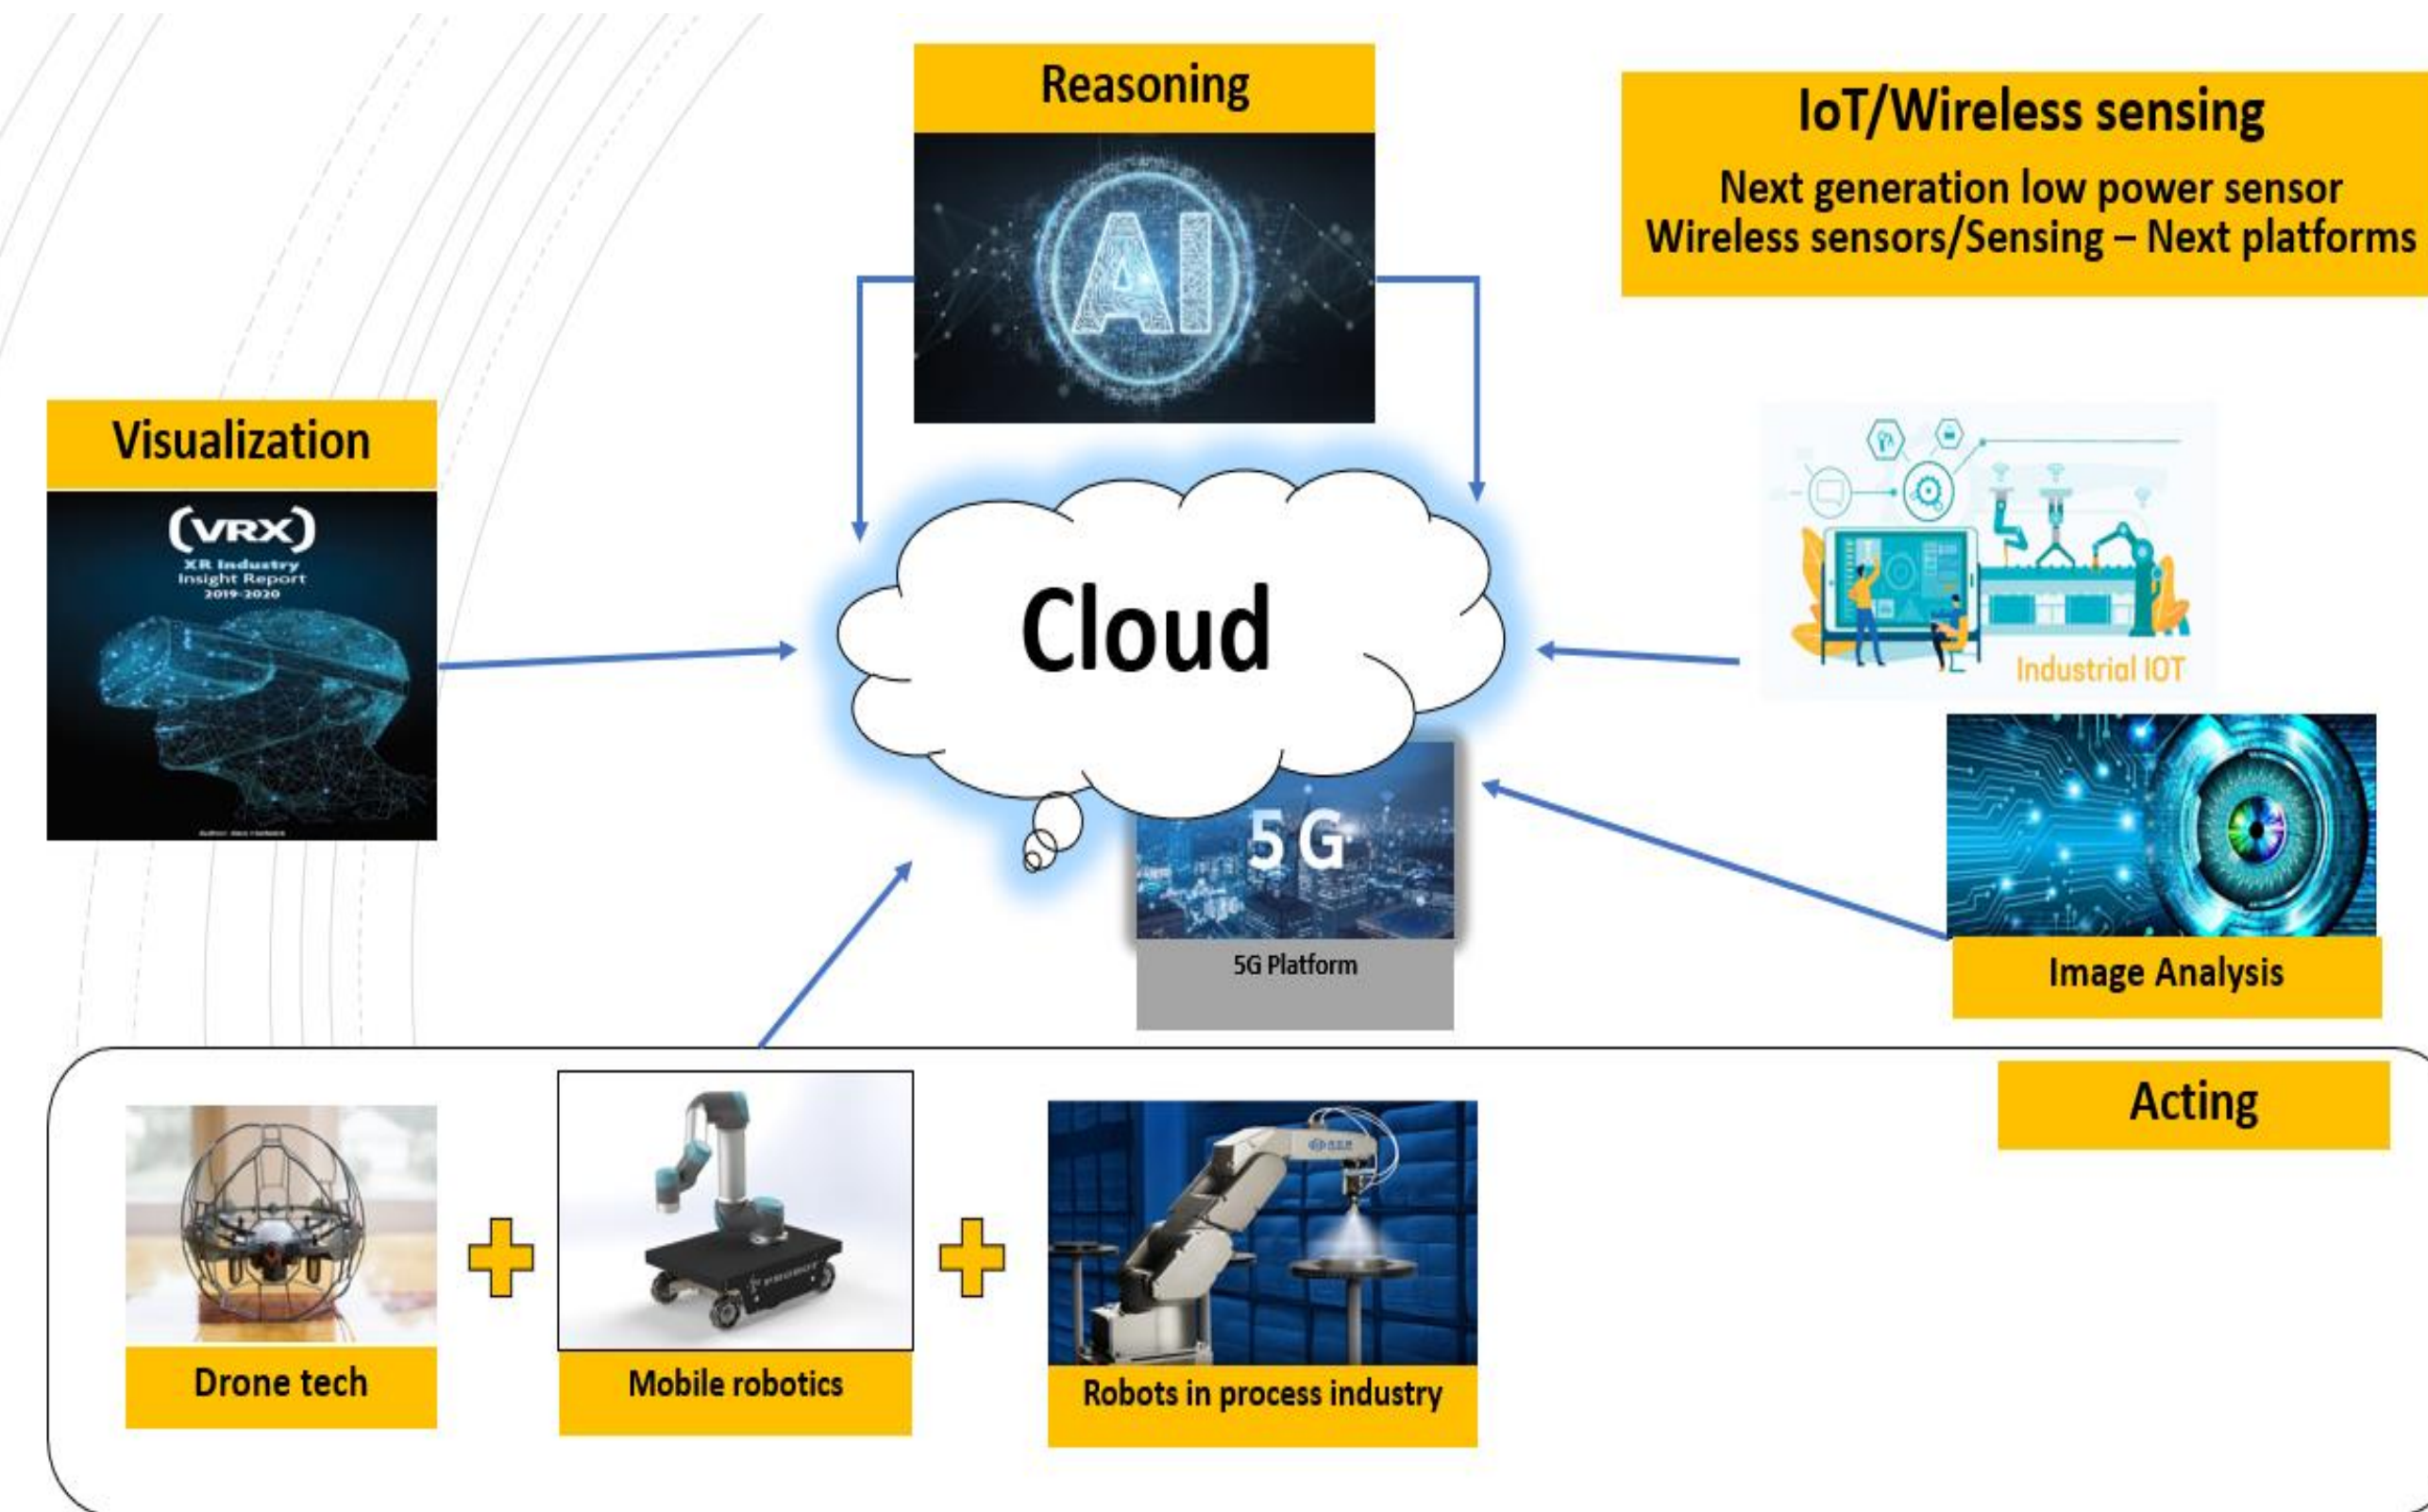 Reasoning
AI
IoT/Wireless sensing
Next generation low power sensor
Wireless sensors/Sensing – Next platforms
Visualization
(VRX)
XR Industry
Insight Report
2019-2020
Cloud
Industrial IOT
5G
5G Platform
Image Analysis
Acting
Drone tech
Mobile robotics
Robots in process industry